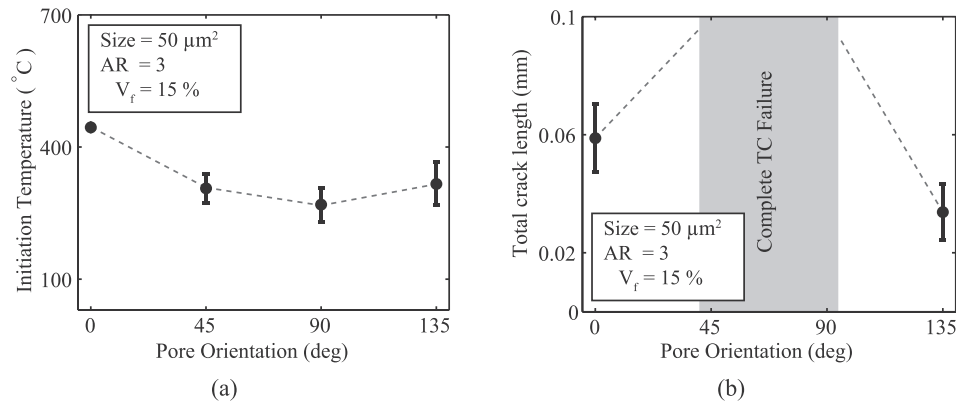 700
400
100
Initiation Temperature ( °C )
Size = 50 µm²
AR = 3
V_f = 15 %
0 45 90 135
Pore Orientation (deg)
(a)
0.1
0.06
0.02
0
Total crack length (mm)
Complete TC Failure
Size = 50 µm²
AR = 3
V_f = 15 %
0 45 90 135
Pore Orientation (deg)
(b)